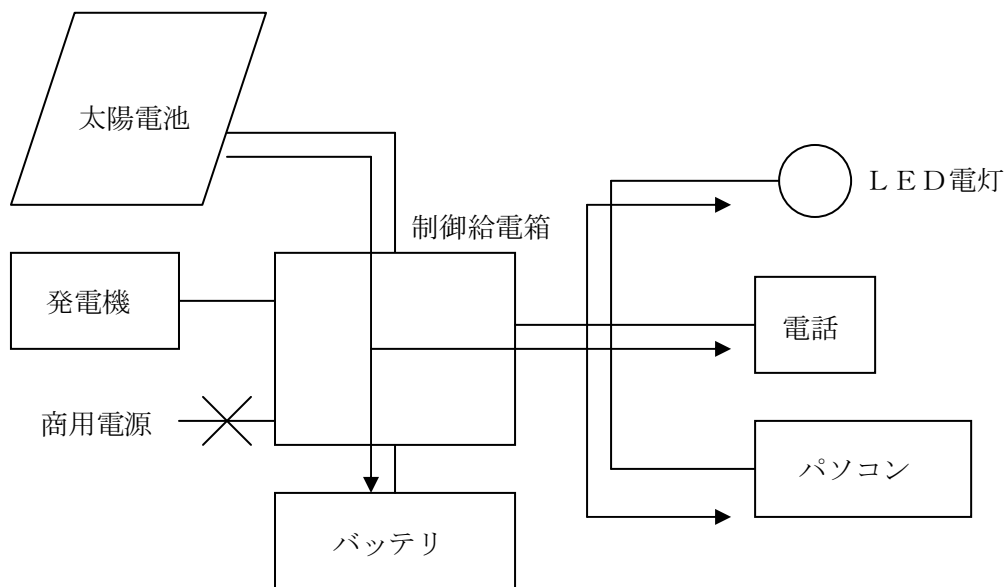 太陽電池
ＬＥＤ電灯
制御給電箱
発電機
電話
商用電源
パソコン
バッテリ